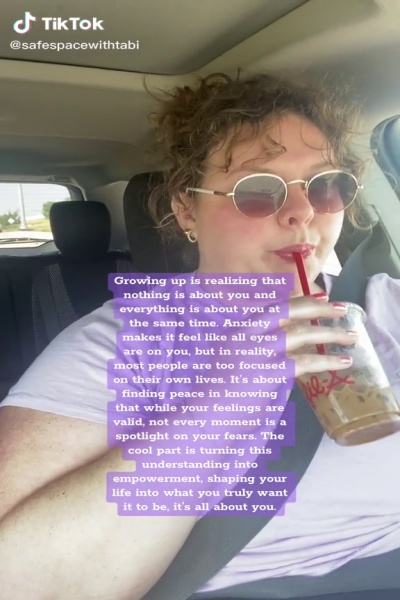 TikTok
@safespacewithtabi
Growing up is realizing that
nothing is about you and
everything is about you at
the same time. Anxiety
makes it feel like all eyes
are on you, but in reality,
most people are too focused
on their own lives. It's about
finding peace in knowing
that while your feelings are
valid, not every moment is a
spotlight on your fears. The
cool part is turning this
understanding into
empowerment, shaping your
life into what you truly want
it to be, it's all about you.